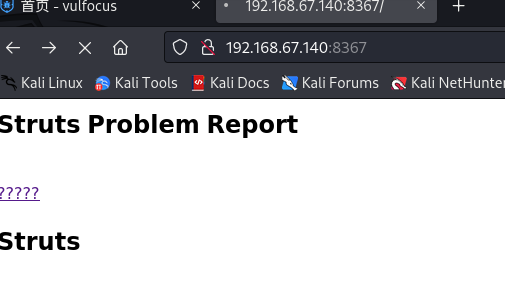 首页 - vulfocus
192.168.67.140:8367/
192.168.67.140:8367
Kali Linux
Kali Tools
Kali Docs
Kali Forums
Kali NetHunter
Struts Problem Report
?????
Struts